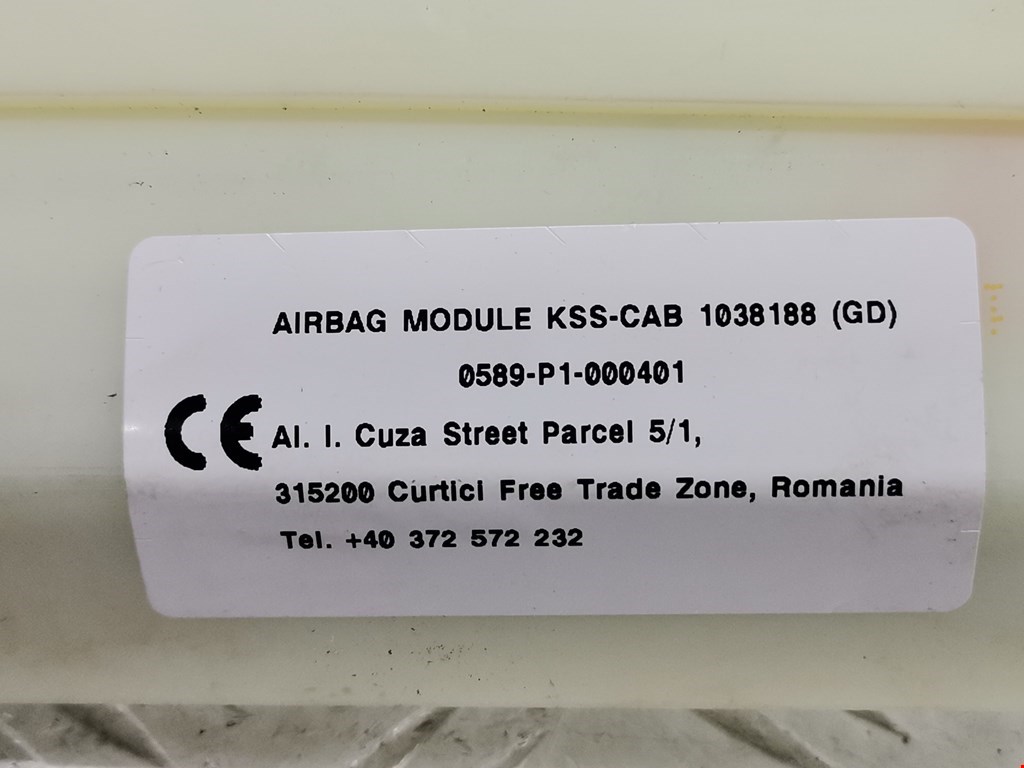 AIRBAG MODULE KSS-CAB 1038188 (GD)
0589-P1-000401
CE Al. I. Cuza Street Parcel 5/1,
315200 Curtici Free Trade Zone, Romania
Tel. +40 372 572 232